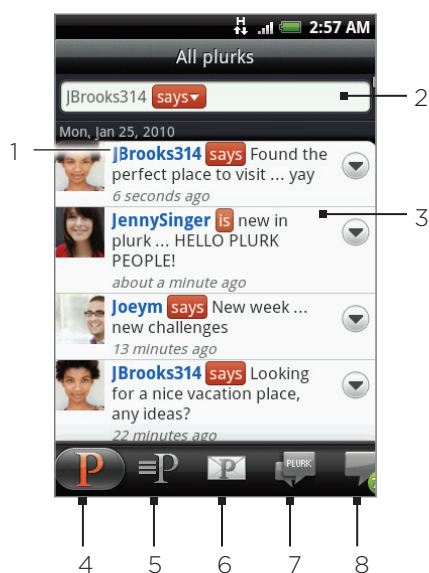 H 2:57 AM
All plurks
JBrooks314 says
2
Mon, Jan 25, 2010
1
JBrooks314 says Found the
perfect place to visit ... yay
6 seconds ago
3
JennySinger is new in
plurk ... HELLO PLURK
PEOPLE!
about a minute ago
Joeym says New week ...
new challenges
13 minutes ago
JBrooks314 says Looking
for a nice vacation place,
any ideas?
22 minutes ago
P P P PLURK
4 5 6 7 8